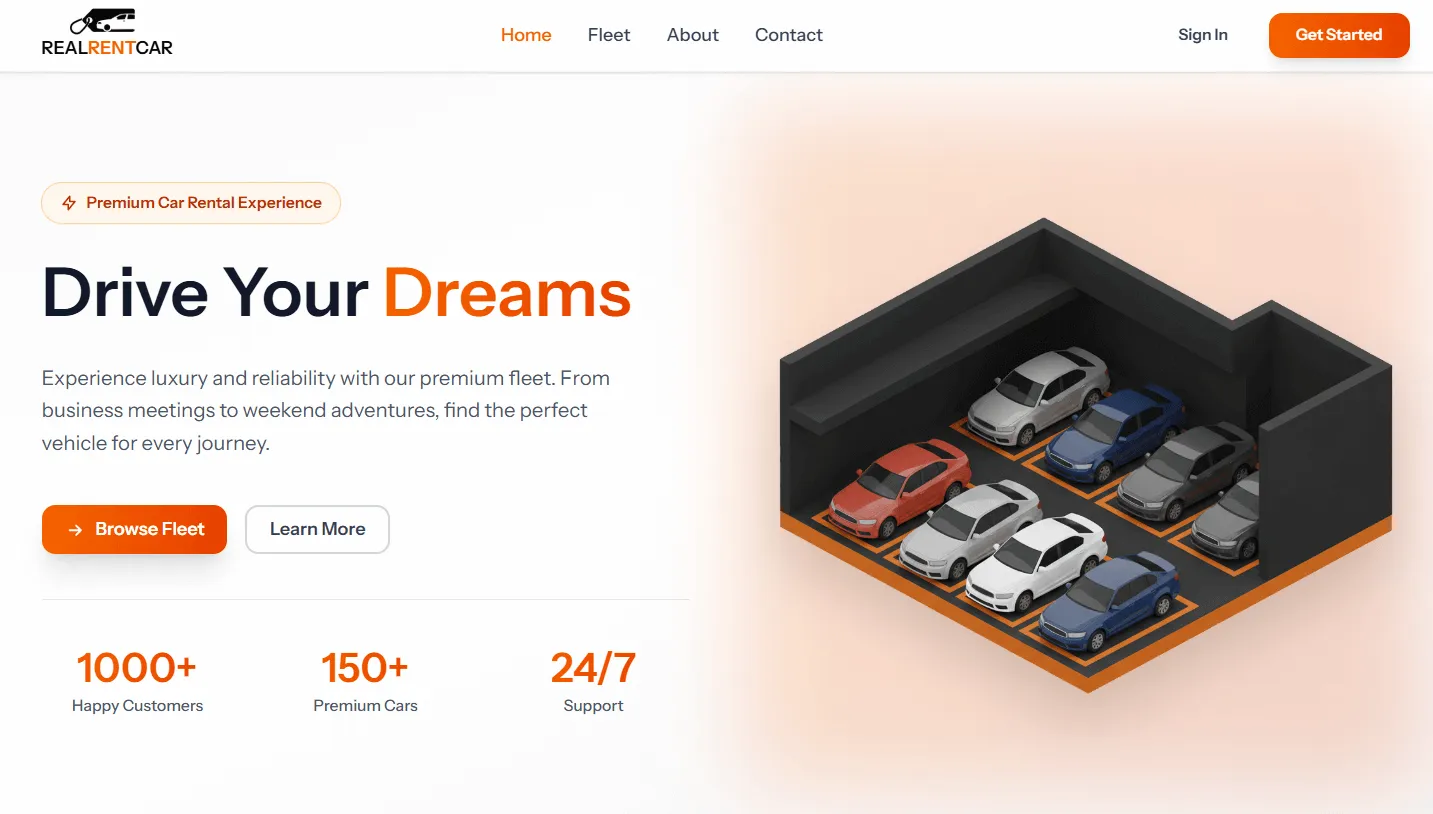 REALRENTCAR
Home
Fleet
About
Contact
Sign In
Get Started
Premium Car Rental Experience
Drive Your Dreams
Experience luxury and reliability with our premium fleet. From
business meetings to weekend adventures, find the perfect
vehicle for every journey.
Browse Fleet
Learn More
1000+
Happy Customers
150+
Premium Cars
24/7
Support